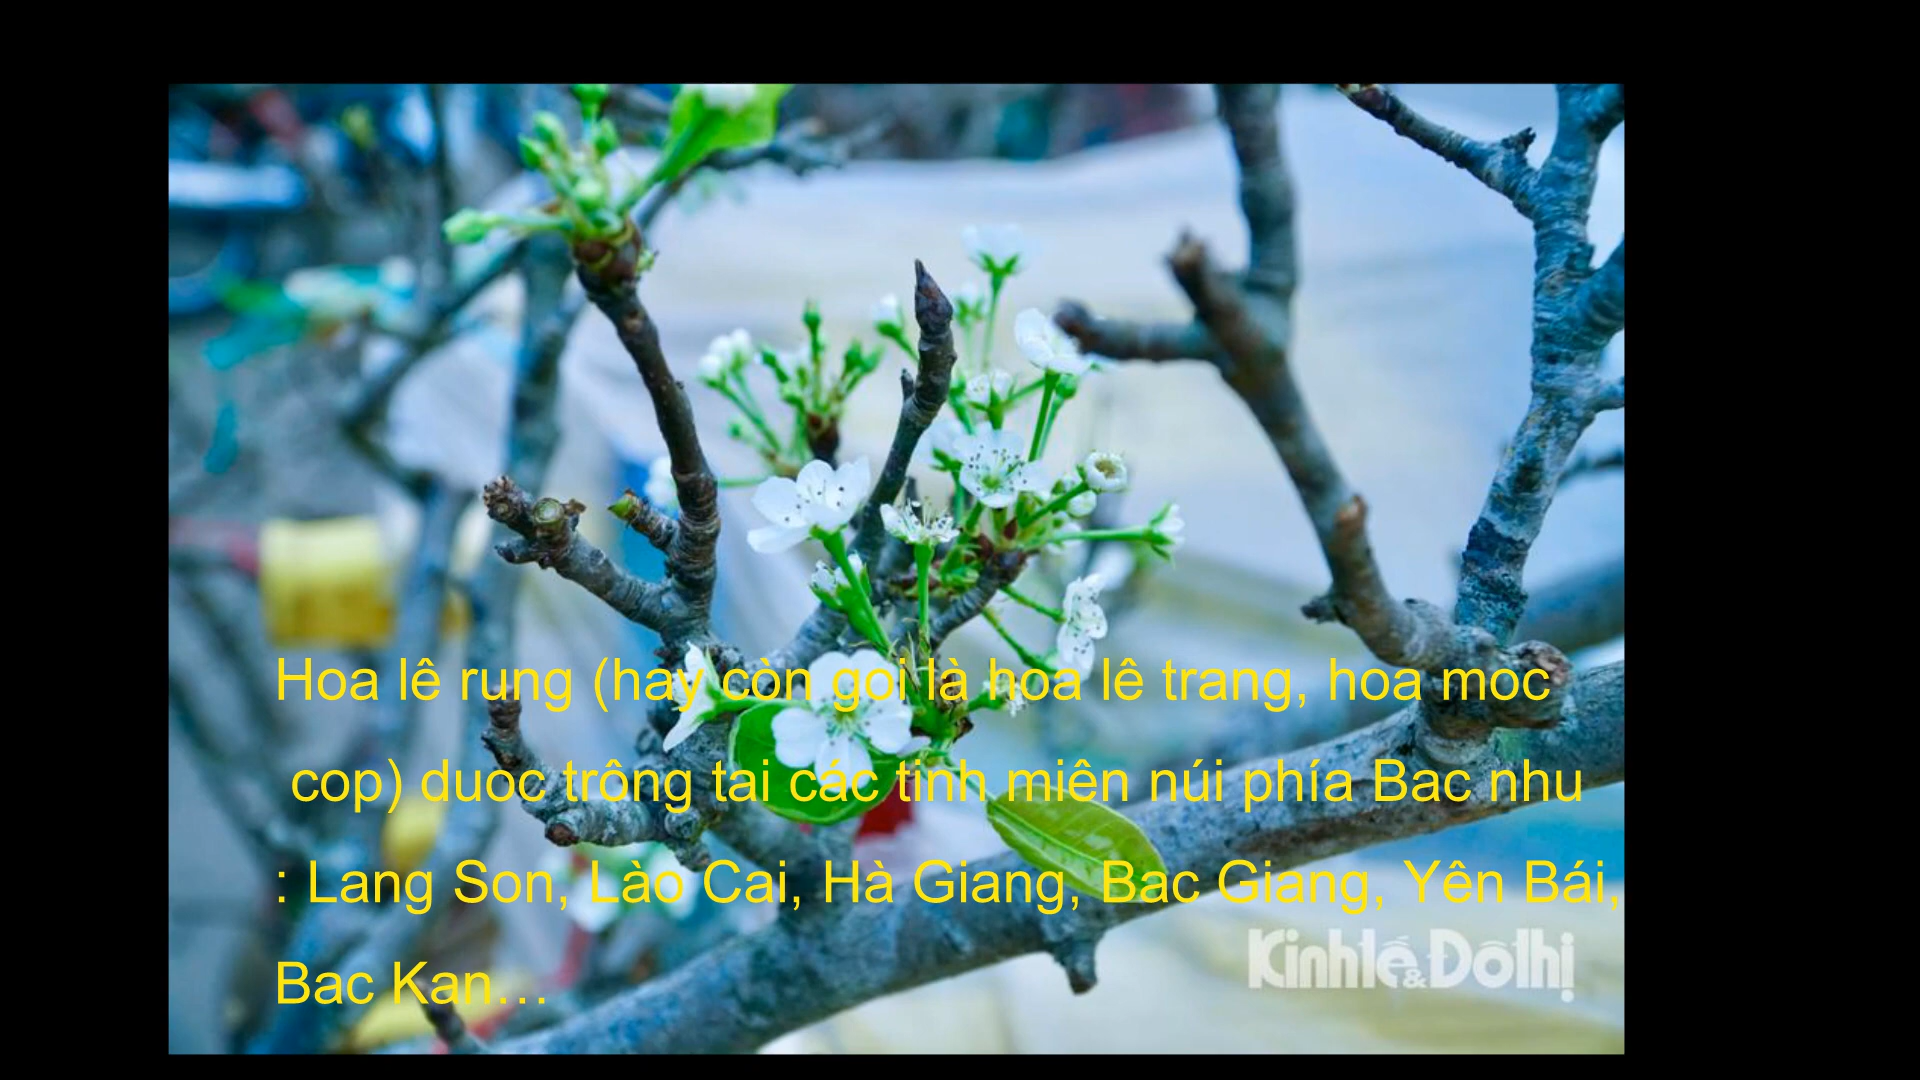 Hoa lê rung (hay còn goi là hoa lê trang, hoa moc
cop) duoc trông tai các tinh miên núi phía Bac nhu
: Lang Son, Lào Cai, Hà Giang, Bac Giang, Yên Bái,
Bac Kan…
Kinhtế & Đôthị